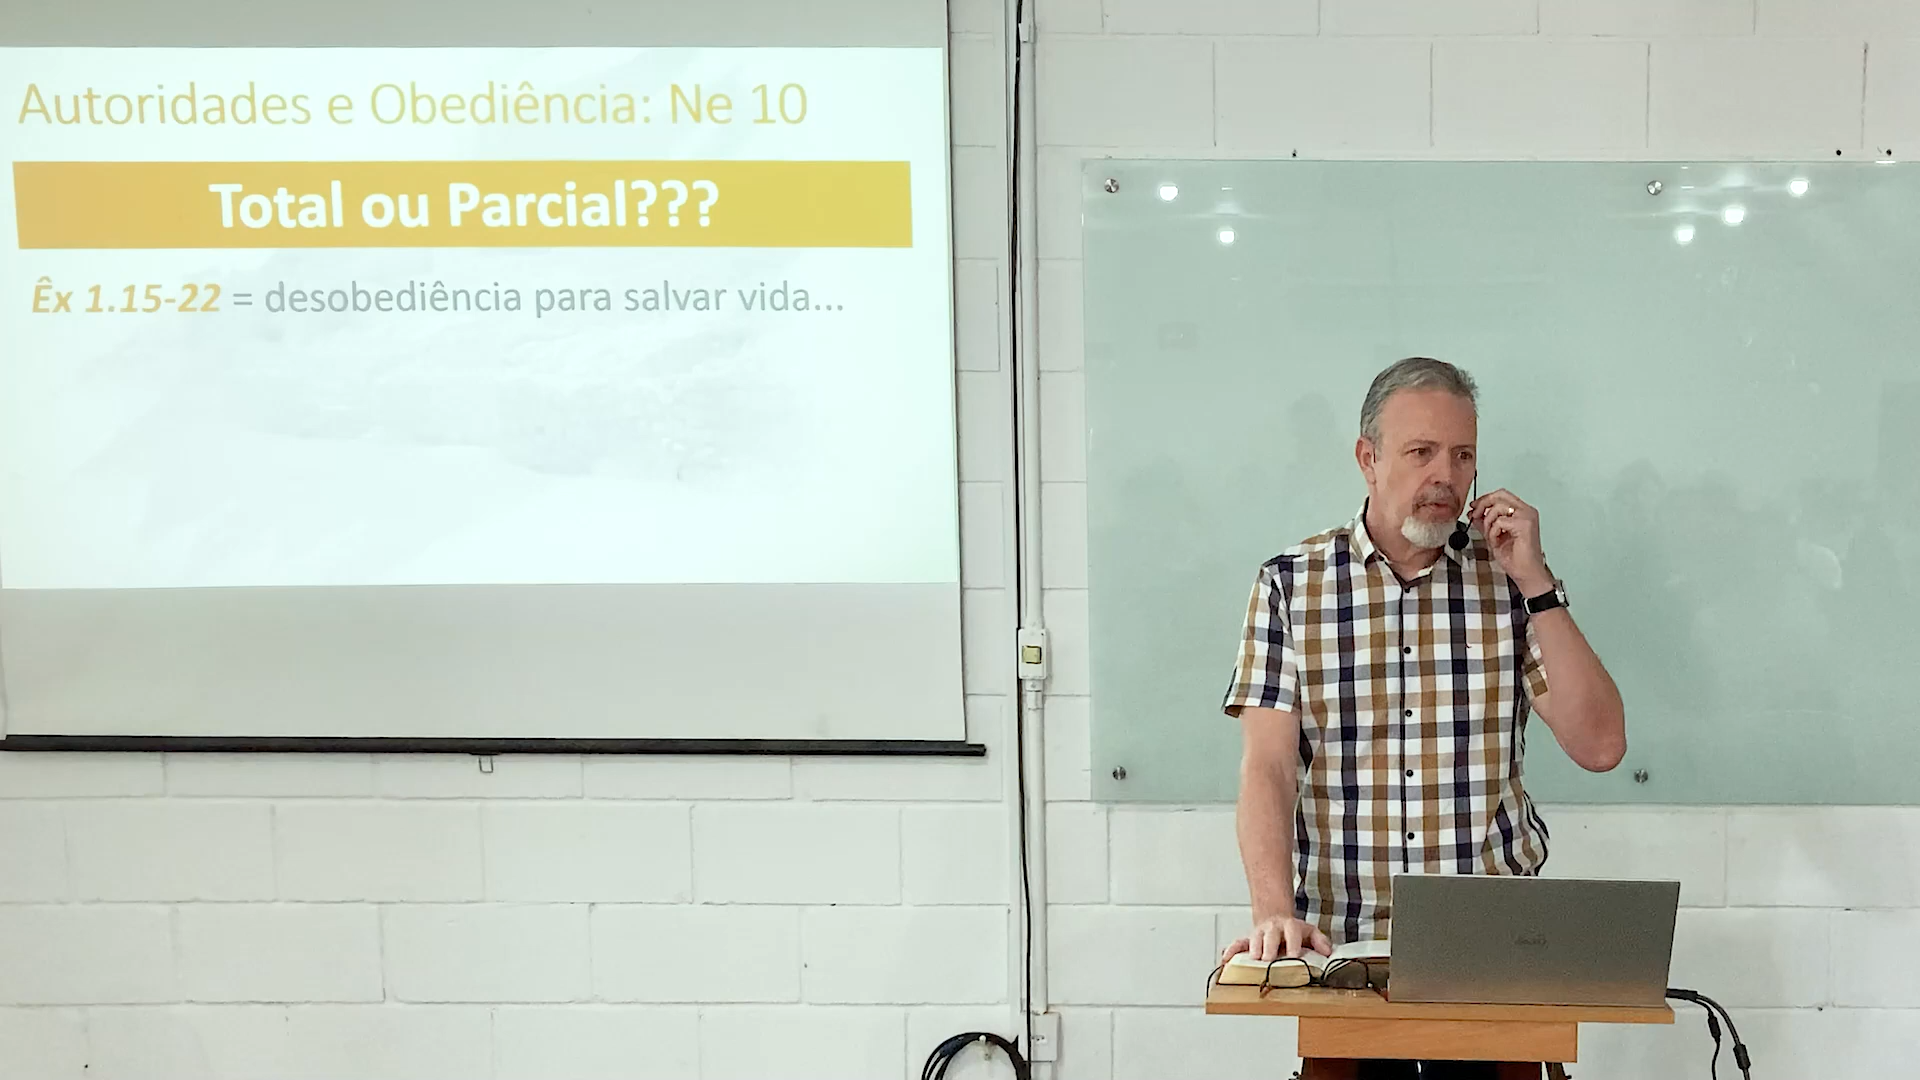 Autoridades e Obediência: Ne 10
Total ou Parcial???
Êx 1.15-22 = desobediência para salvar vida...